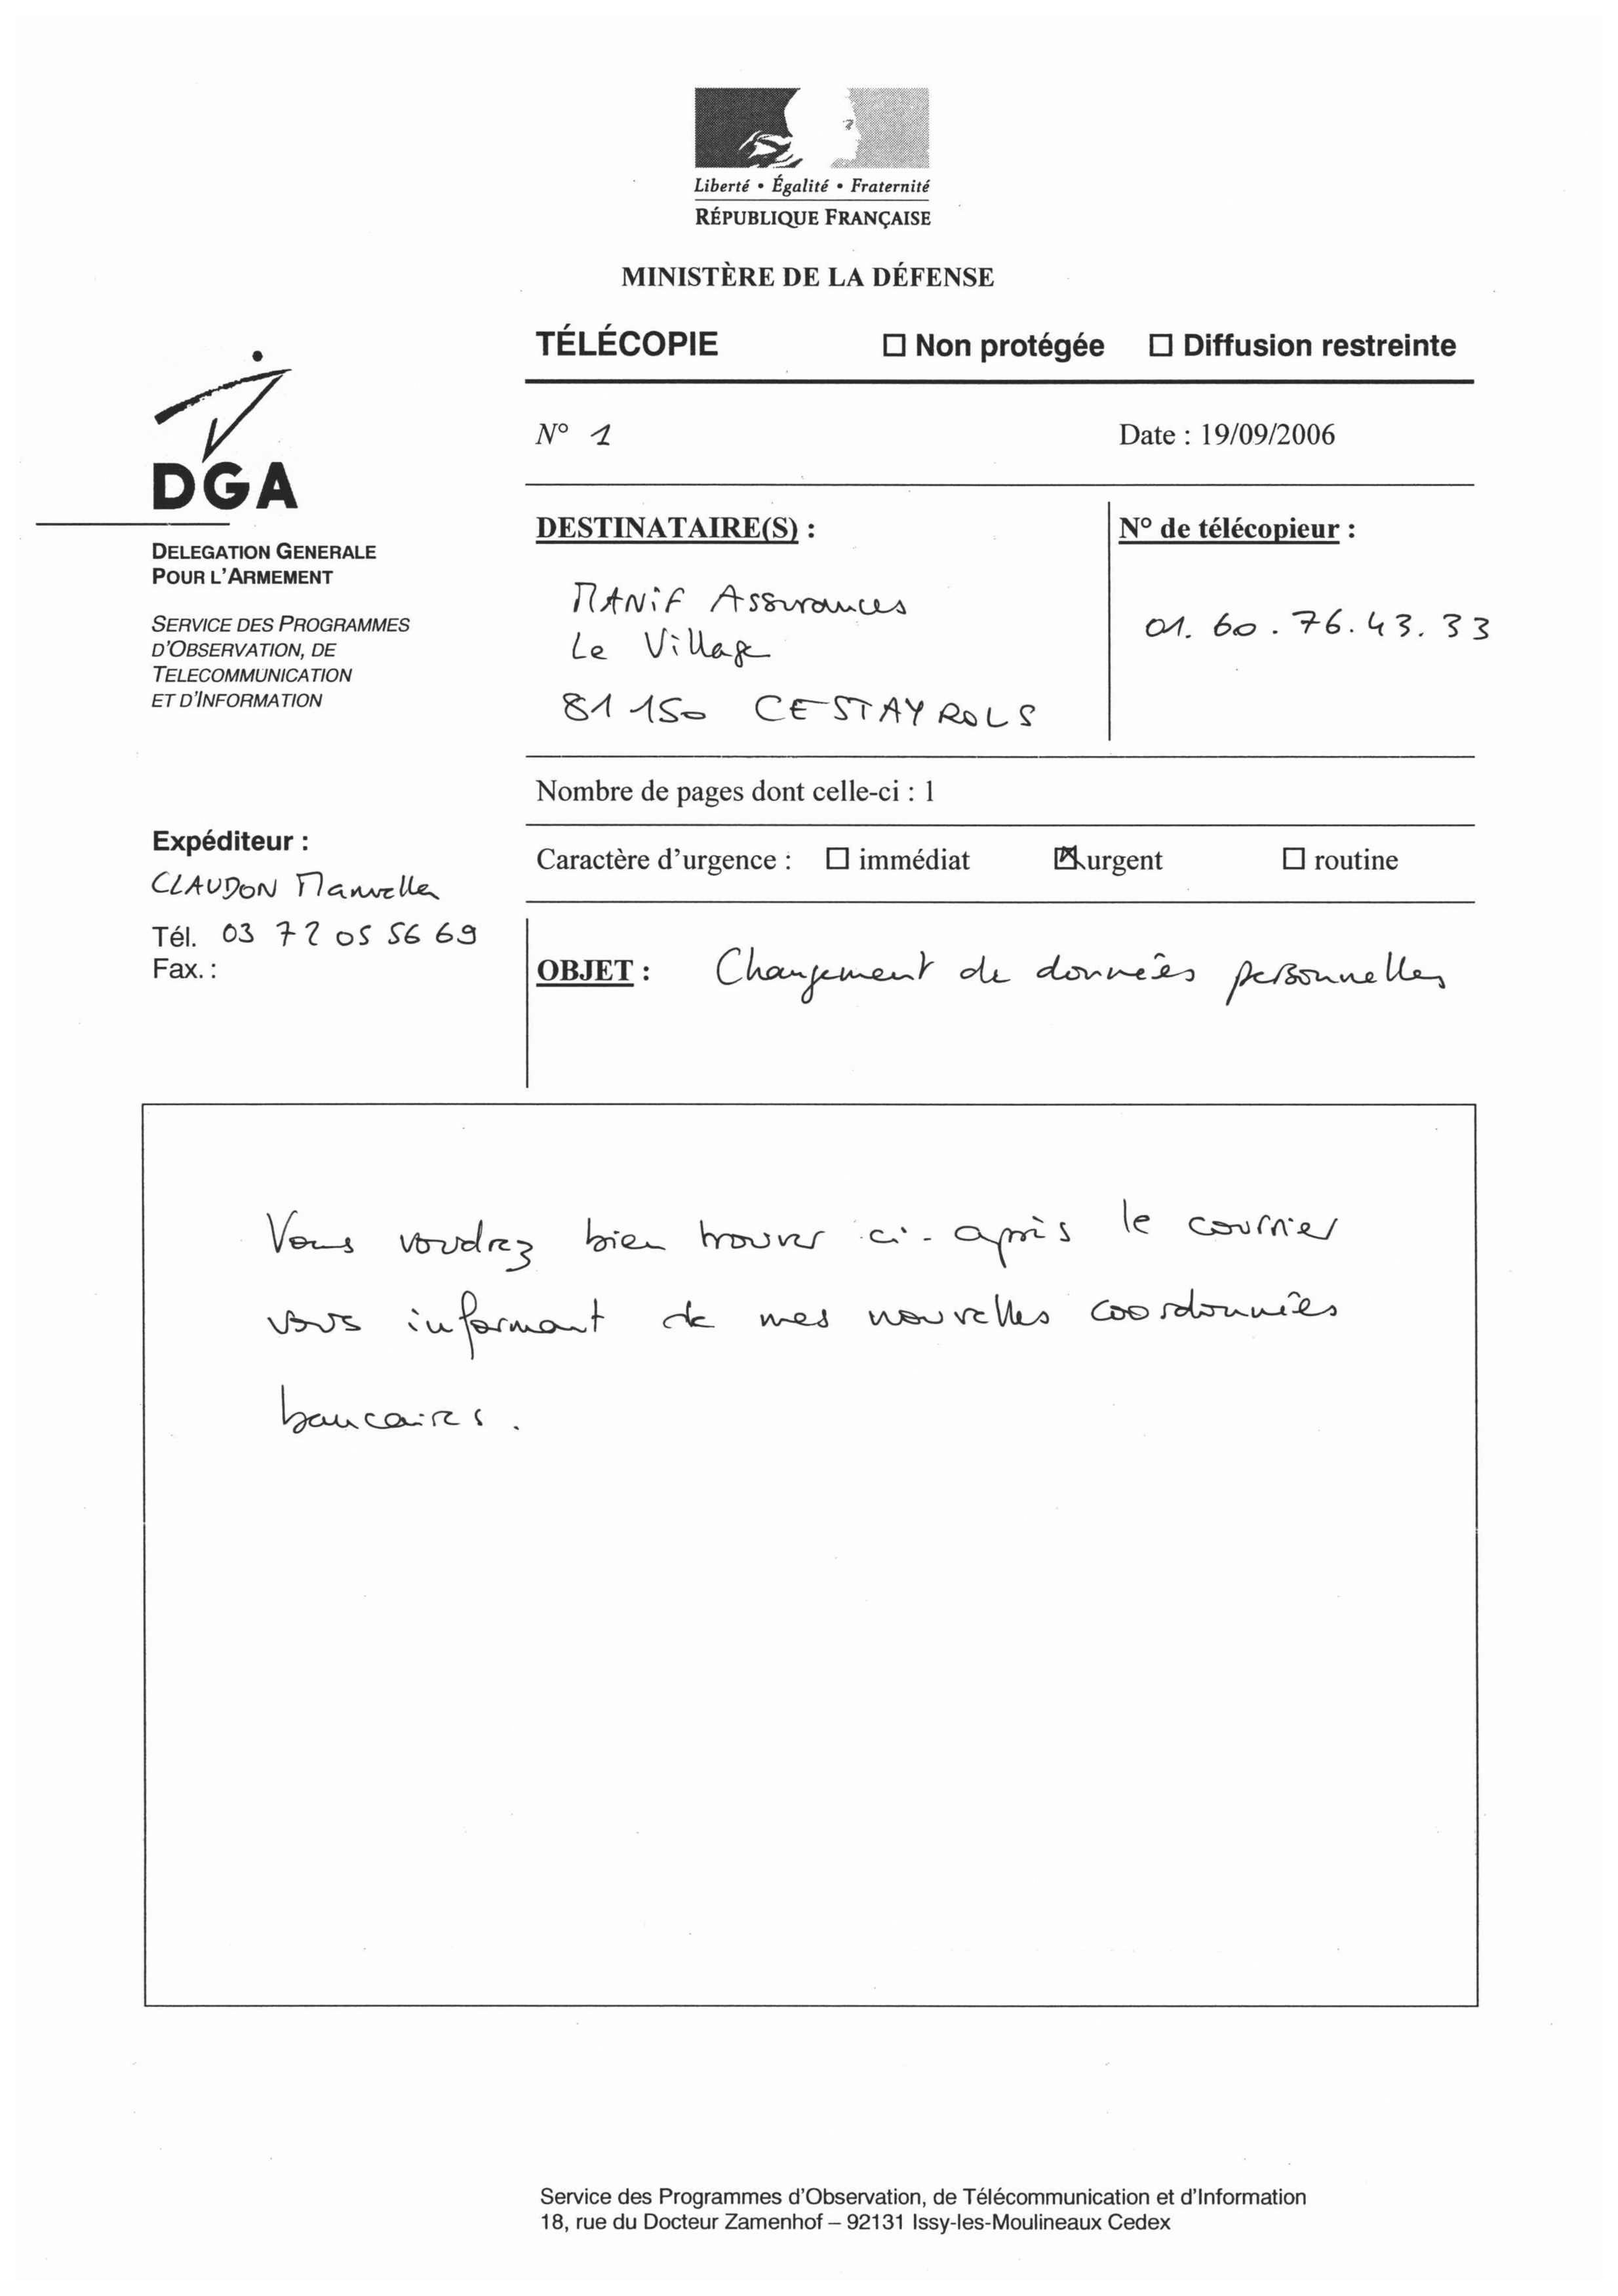 Liberté • Égalité • Fraternité
RÉPUBLIQUE FRANÇAISE
MINISTÈRE DE LA DÉFENSE
TÉLÉCOPIE ☐ Non protégée ☐ Diffusion restreinte
DGA
DELEGATION GENERALE
POUR L'ARMEMENT
SERVICE DES PROGRAMMES
D'OBSERVATION, DE
TELECOMMUNICATION
ET D'INFORMATION
N° 1 Date : 19/09/2006
DESTINATAIRE(S) :
MANiF Assurances
Le Village
81150 CESTAYROLS
N° de télécopieur :
01.60.76.43.33
Nombre de pages dont celle-ci : 1
Expéditeur :
CLAUDON Manuella
Tél. 03 72 05 56 69
Fax. :
Caractère d'urgence : ☐ immédiat ☒ urgent ☐ routine
OBJET : Changement de données personnelles
Vous voudrez bien trouver ci-après le courrier
vous informant de mes nouvelles coordonnées
bancaires.
Service des Programmes d'Observation, de Télécommunication et d'Information
18, rue du Docteur Zamenhof – 92131 Issy-les-Moulineaux Cedex